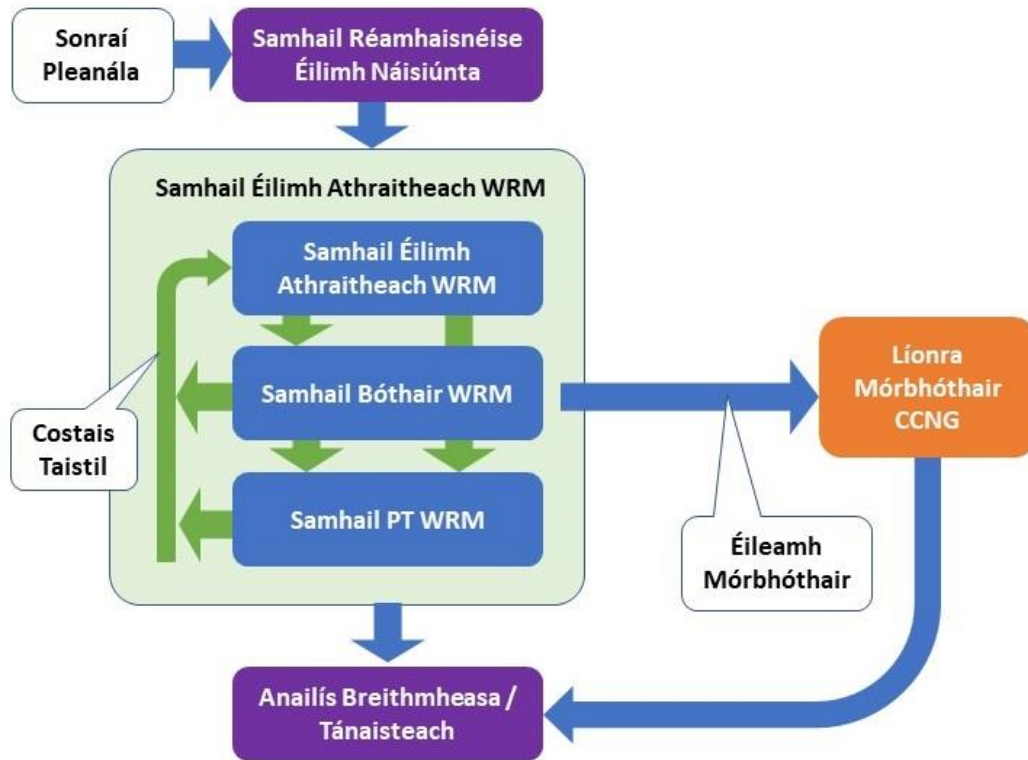 Sonraí
Pleanála
Samhail Réamhaisnéise
Éilimh Náisiúnta
Samhail Éilimh Athraitheach WRM
Samhail Éilimh
Athraitheach WRM
Samhail Bóthair WRM
Samhail PT WRM
Costais
Taistil
Líonra
Mórbhóthair
CCNG
Éileamh
Mórbhóthair
Anailís Breithmheasa /
Tánaisteach